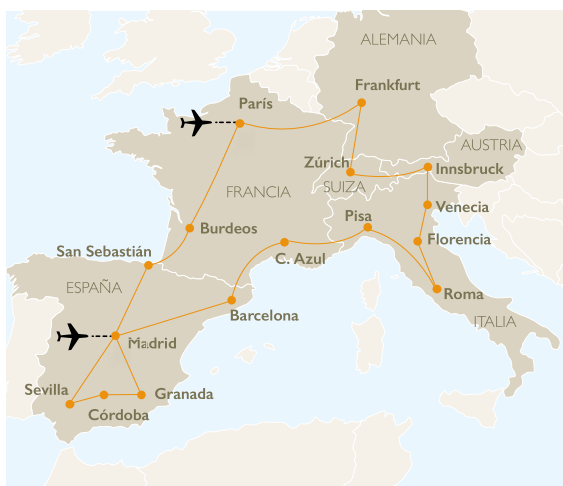 ALEMANIA
Frankfurt
París
AUSTRIA
Zúrich
Innsbruck
SUIZA
FRANCIA
Venecia
Pisa
Burdeos
Florencia
San Sebastián
C. Azul
ESPAÑA
Roma
Barcelona
ITALIA
Madrid
Sevilla
Granada
Córdoba